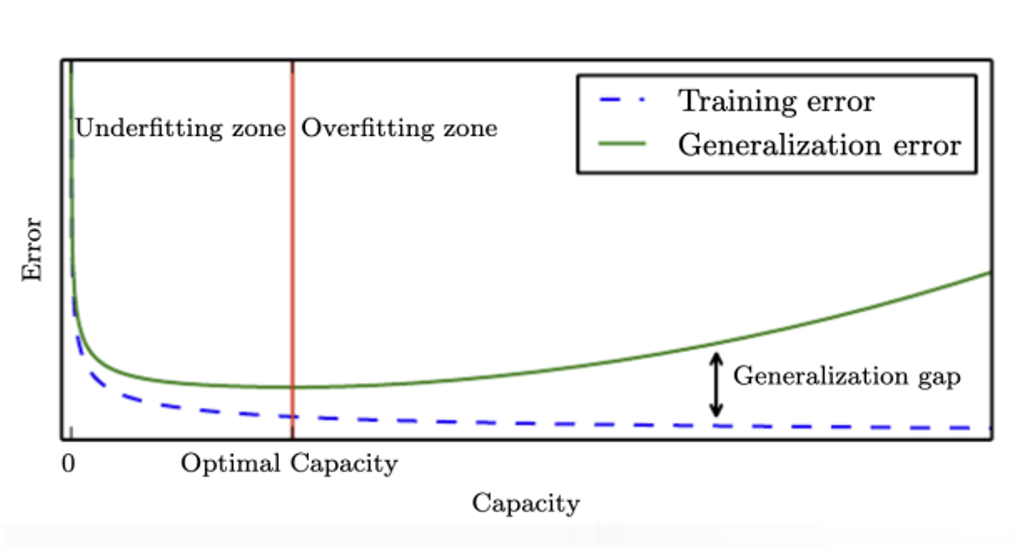 Training error
Generalization error
Underfitting zone
Overfitting zone
Error
Generalization gap
0
Optimal Capacity
Capacity